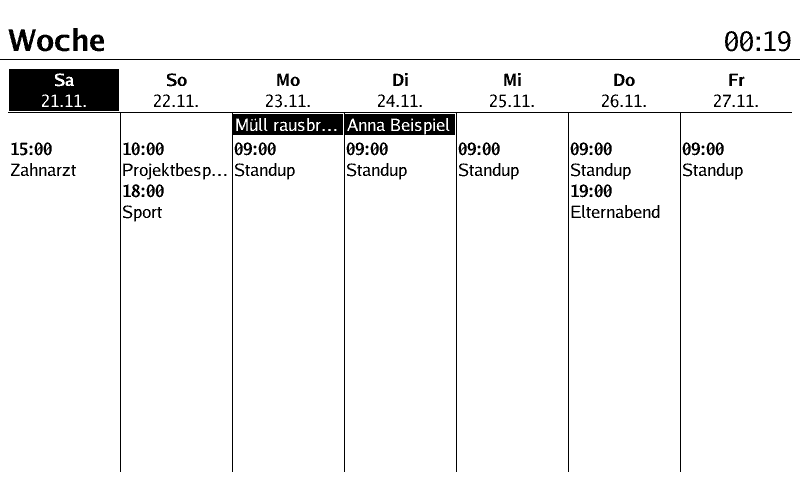 Woche
00:19
Sa So Mo Di Mi Do Fr
21.11. 22.11. 23.11. 24.11. 25.11. 26.11. 27.11.
Müll rausbr... Anna Beispiel
15:00 10:00 09:00 09:00 09:00 09:00 09:00
Zahnarzt Projektbesp... Standup Standup Standup Standup Standup
18:00 19:00
Sport Elternabend